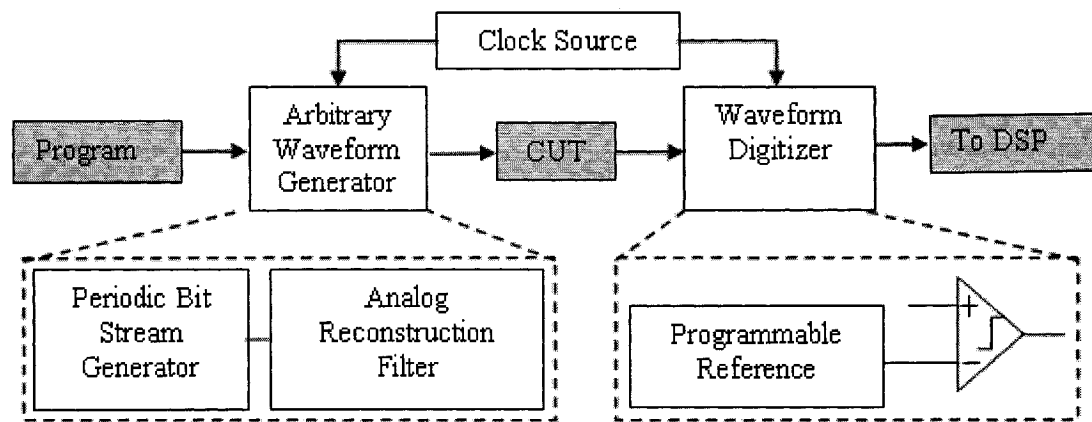 Clock Source
Program
Arbitrary
Waveform
Generator
CUT
Waveform
Digitizer
To DSP
Periodic Bit
Stream
Generator
Analog
Reconstruction
Filter
Programmable
Reference
+
−